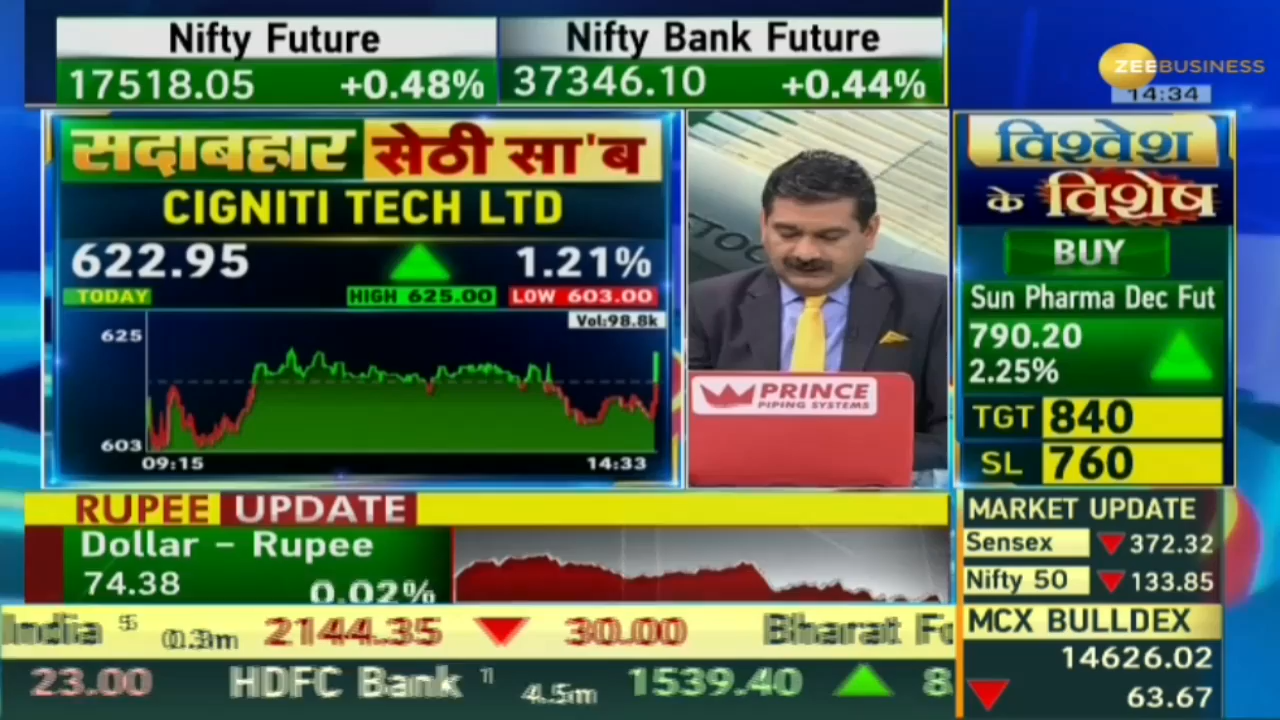 Nifty Future
17518.05 +0.48%
Nifty Bank Future
37346.10 +0.44%
ZEEBUSINESS
14:34
सदाबहार सेठी सा'ब
CIGNITI TECH LTD
622.95 1.21%
TODAY HIGH 625.00 LOW 603.00
Vol:98.8k
625
603
09:15 14:33
PRINCE
PIPING SYSTEMS
विश्वेश
के विशेष
BUY
Sun Pharma Dec Fut
790.20
2.25%
TGT 840
SL 760
RUPEE UPDATE
Dollar - Rupee
74.38 0.02%
MARKET UPDATE
Sensex 372.32
Nifty 50 133.85
MCX BULLDEX
14626.02
63.67
India 2144.35 30.00 Bharat
23.00 HDFC Bank 4.5m 1539.40